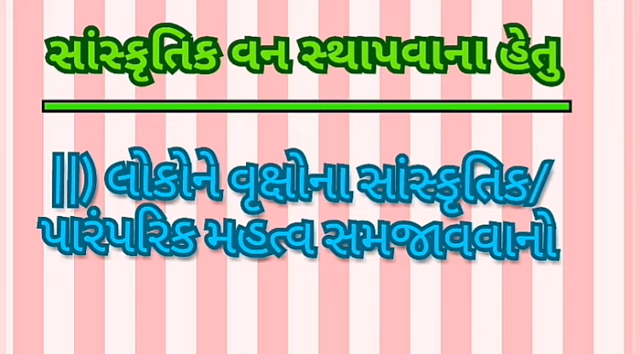 સાંસ્કૃતિક વન સ્થાપવાના હેતુ
||) લોકોને વૃક્ષોના સાંસ્કૃતિક/
પારંપરિક મહત્વ સમજાવવાનો